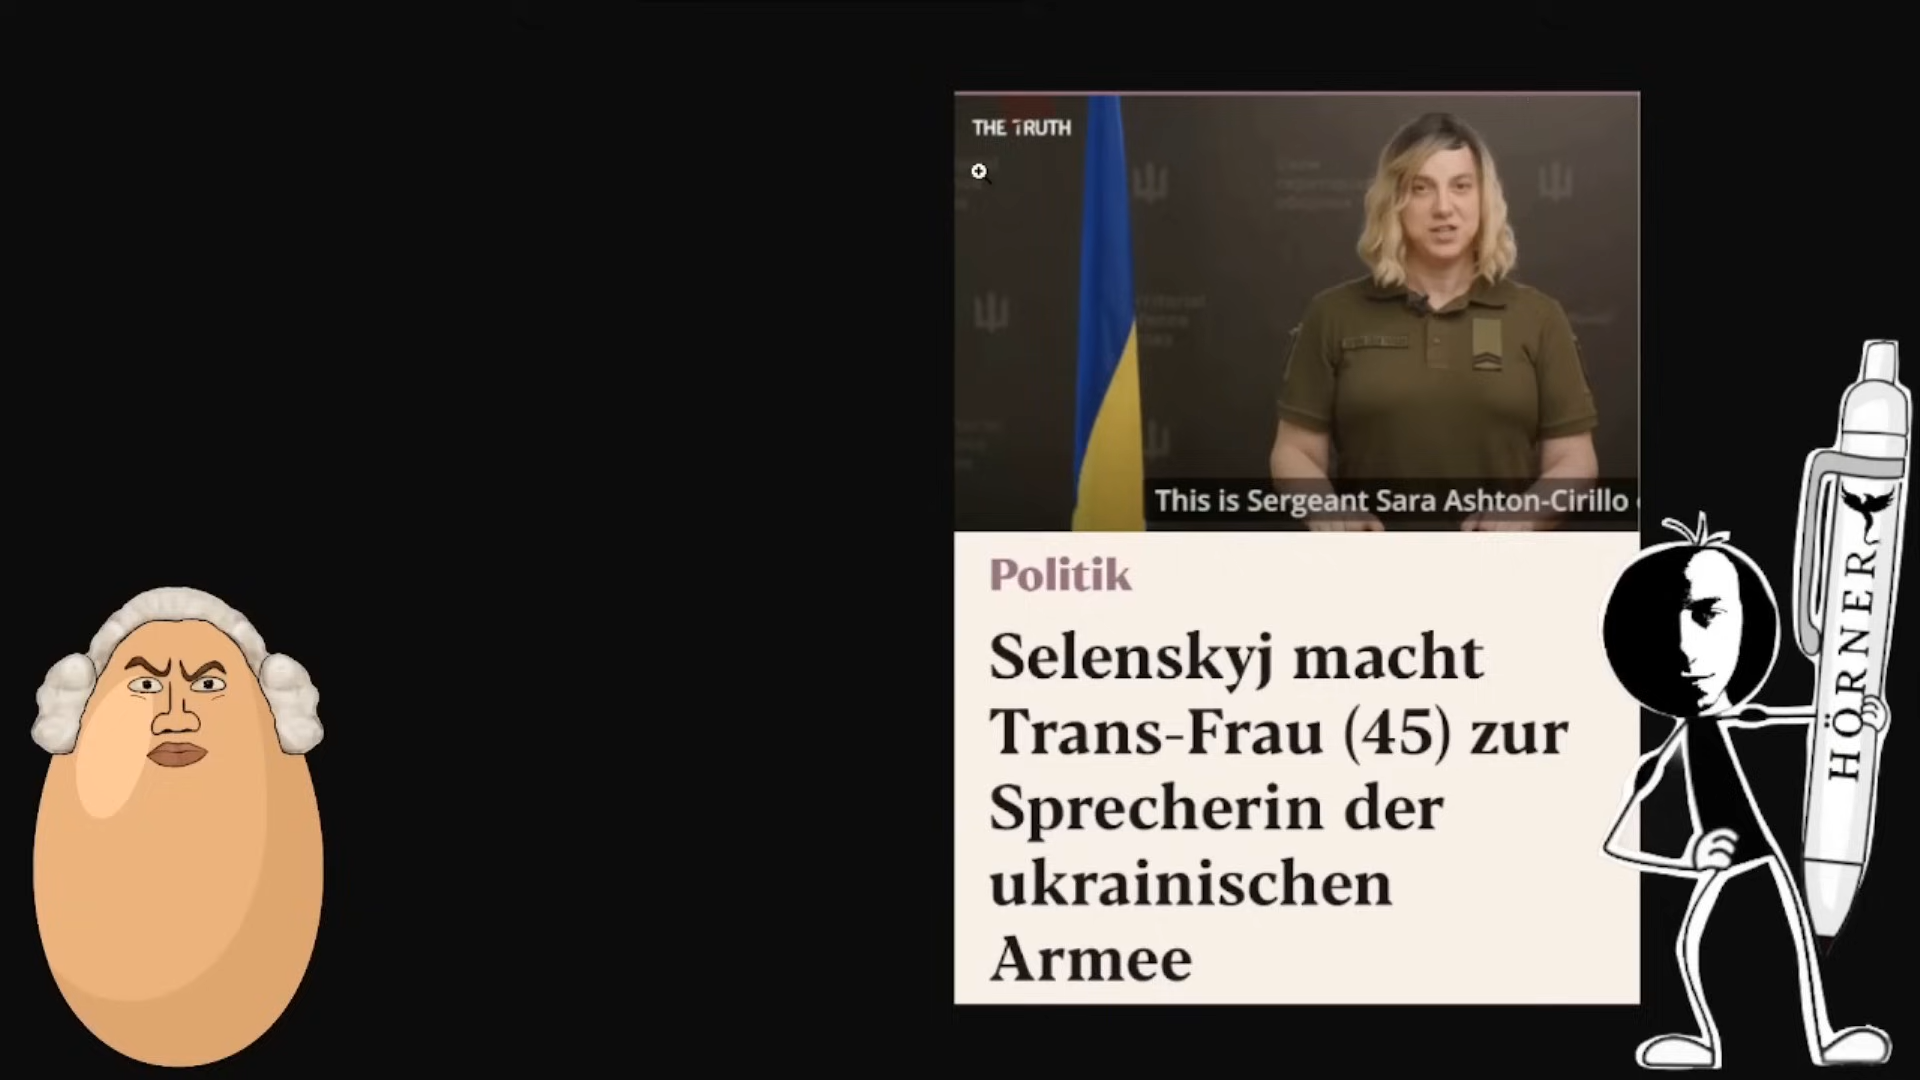 THE TRUTH
This is Sergeant Sara Ashton-Cirillo
Politik
Selenskyj macht
Trans-Frau (45) zur
Sprecherin der
ukrainischen
Armee
HÖRNER